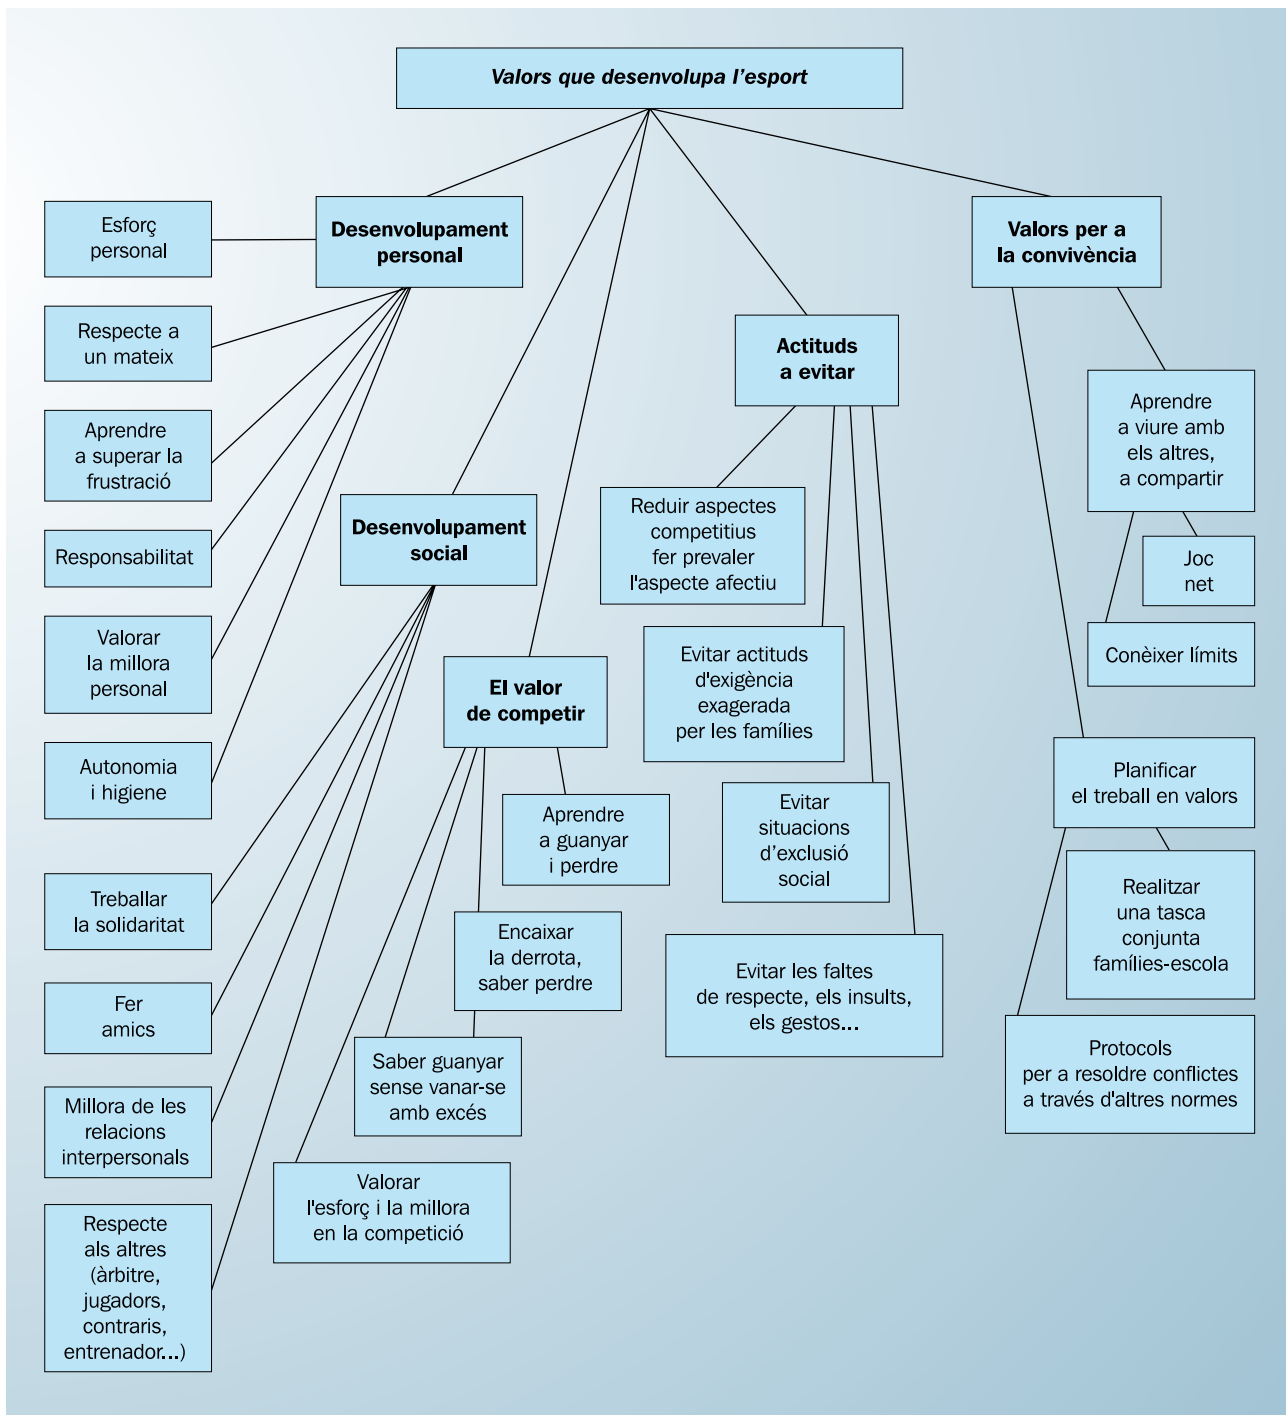 Valors que desenvolupa l'esport
Desenvolupament
personal
Esforç
personal
Respecte a
un mateix
Aprendre
a superar la
frustració
Responsabilitat
Valorar
la millora
personal
Autonomia
i higiene
Desenvolupament
social
Treballar
la solidaritat
Fer
amics
Millora de les
relacions
interpersonals
Respecte
als altres
(àrbitre,
jugadors,
contraris,
entrenador...)
El valor
de competir
Aprendre
a guanyar
i perdre
Encaixar
la derrota,
saber perdre
Saber guanyar
sense vanar-se
amb excés
Valorar
l'esforç i la millora
en la competició
Actituds
a evitar
Reduir aspectes
competitius
fer prevaler
l'aspecte afectiu
Evitar actituds
d'exigència
exagerada
per les famílies
Evitar
situacions
d'exclusió
social
Evitar les faltes
de respecte, els insults,
els gestos...
Valors per a
la convivència
Aprendre
a viure amb
els altres,
a compartir
Joc
net
Conèixer límits
Planificar
el treball en valors
Realitzar
una tasca
conjunta
famílies-escola
Protocols
per a resoldre conflictes
a través d'altres normes